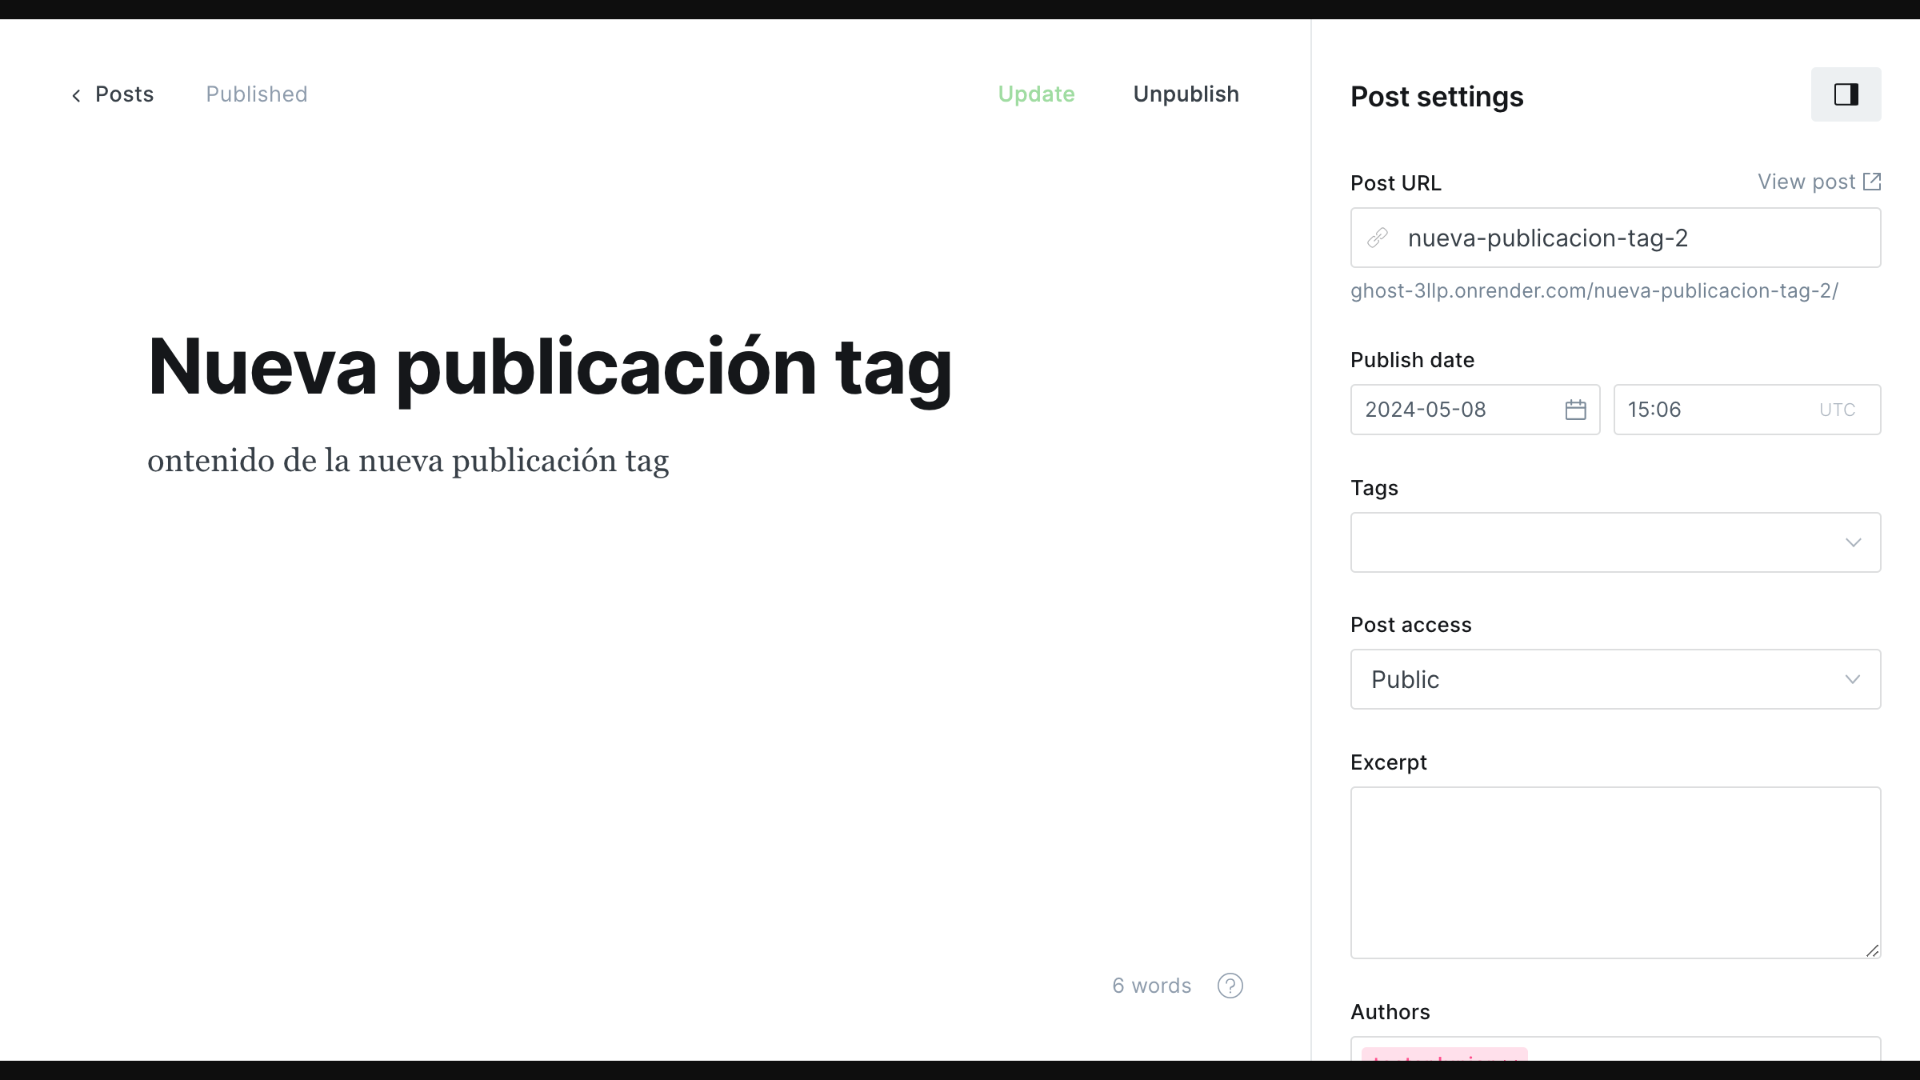 Posts
Published
Update
Unpublish
Nueva publicación tag
ontenido de la nueva publicación tag
6 words
?
Post settings
Post URL
View post
nueva-publicacion-tag-2
ghost-3llp.onrender.com/nueva-publicacion-tag-2/
Publish date
2024-05-08
15:06 UTC
Tags
Post access
Public
Excerpt
Authors